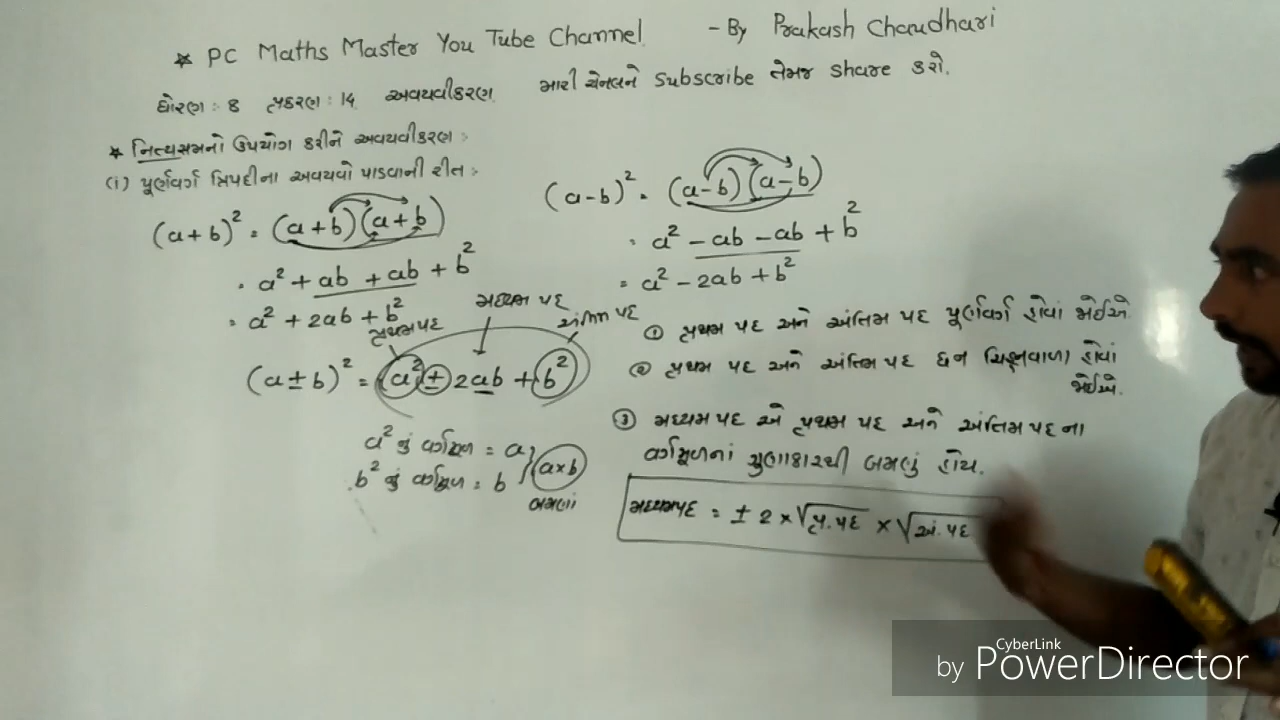 * PC Maths Master You Tube Channel - By Prakash Chaudhari
ધોરણ : 8 પ્રકરણ : 14 અવયવીકરણ મારી ચેનલને Subscribe તેમજ share કરો.
* નિત્યસમનો ઉપયોગ કરીને અવયવીકરણ :
(i) પૂર્ણવર્ગ ત્રિપદીના અવયવો પાડવાની રીત :
(a+b)² = (a+b)(a+b)
= a² + ab + ab + b²
= a² + 2ab + b²
(a-b)² = (a-b)(a-b)
= a² - ab - ab + b²
= a² - 2ab + b²
પ્રથમ પદ મધ્યમ પદ અંતિમ પદ
(a±b)² = a² ± 2ab + b²
a² નું વર્ગમૂળ = a
b² નું વર્ગમૂળ = b } a×b
બમણાં
① પ્રથમ પદ અને અંતિમ પદ પૂર્ણવર્ગ હોવાં જોઈએ
② પ્રથમ પદ અને અંતિમ પદ ધન ચિહ્નવાળા હોવાં
જોઈએ.
③ મધ્યમ પદ એ પ્રથમ પદ અને અંતિમ પદ ના
વર્ગમૂળનાં ગુણાકારથી બમણું હોય.
મધ્યમપદ = ± 2 × √પ્ર.પદ × √અં.પદ
CyberLink
by PowerDirector